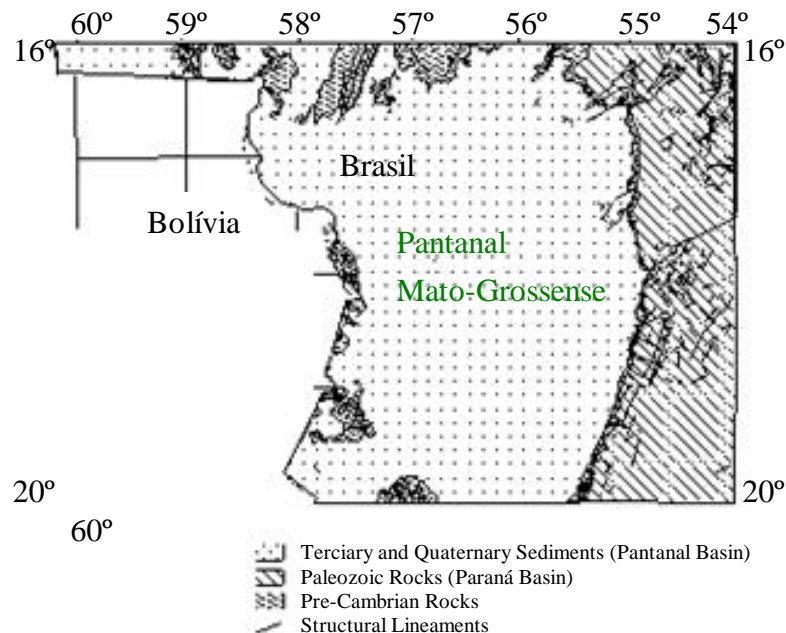 60º 59º 58º 57º 56º 55º 54º
16º 16º
Brasil
Bolívia
Pantanal
Mato-Grossense
20º 20º
60º
Terciary and Quaternary Sediments (Pantanal Basin)
Paleozoic Rocks (Paraná Basin)
Pre-Cambrian Rocks
Structural Lineaments